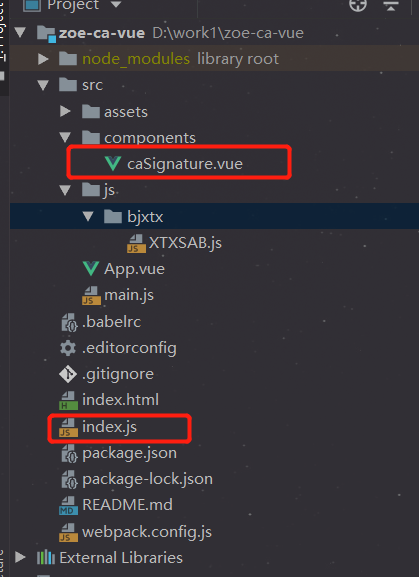 Project
zoe-ca-vue D:\work1\zoe-ca-vue
node_modules library root
src
assets
components
caSignature.vue
js
bjxtx
XTXSAB.js
App.vue
main.js
.babelrc
.editorconfig
.gitignore
index.html
index.js
package.json
package-lock.json
README.md
webpack.config.js
External Libraries